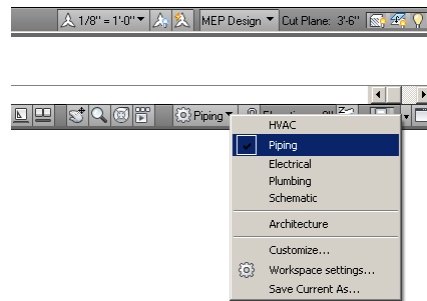 1/8" = 1'-0" MEP Design Cut Plane: 3'-6"
Piping
HVAC
Piping
Electrical
Plumbing
Schematic
Architecture
Customize...
Workspace settings...
Save Current As...